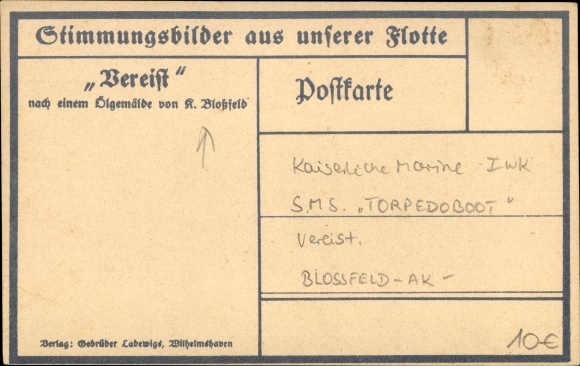 Stimmungsbilder aus unserer Flotte
„Vereist“
nach einem Ölgemälde von K. Bloßfeld
Postkarte
Kaiserliche Marine - IWK
S.M.S. „TORPEDOBOOT“
Vereist.
BLOSSFELD - AK -
Verlag: Gebrüder Ladewigs, Wilhelmshaven
10.-€